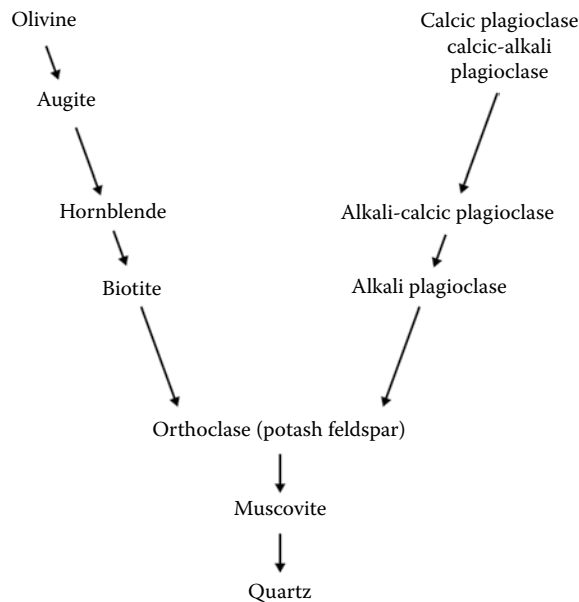 Olivine
Calcic plagioclase
calcic-alkali
plagioclase
Augite
Hornblende
Alkali-calcic plagioclase
Biotite
Alkali plagioclase
Orthoclase (potash feldspar)
Muscovite
Quartz